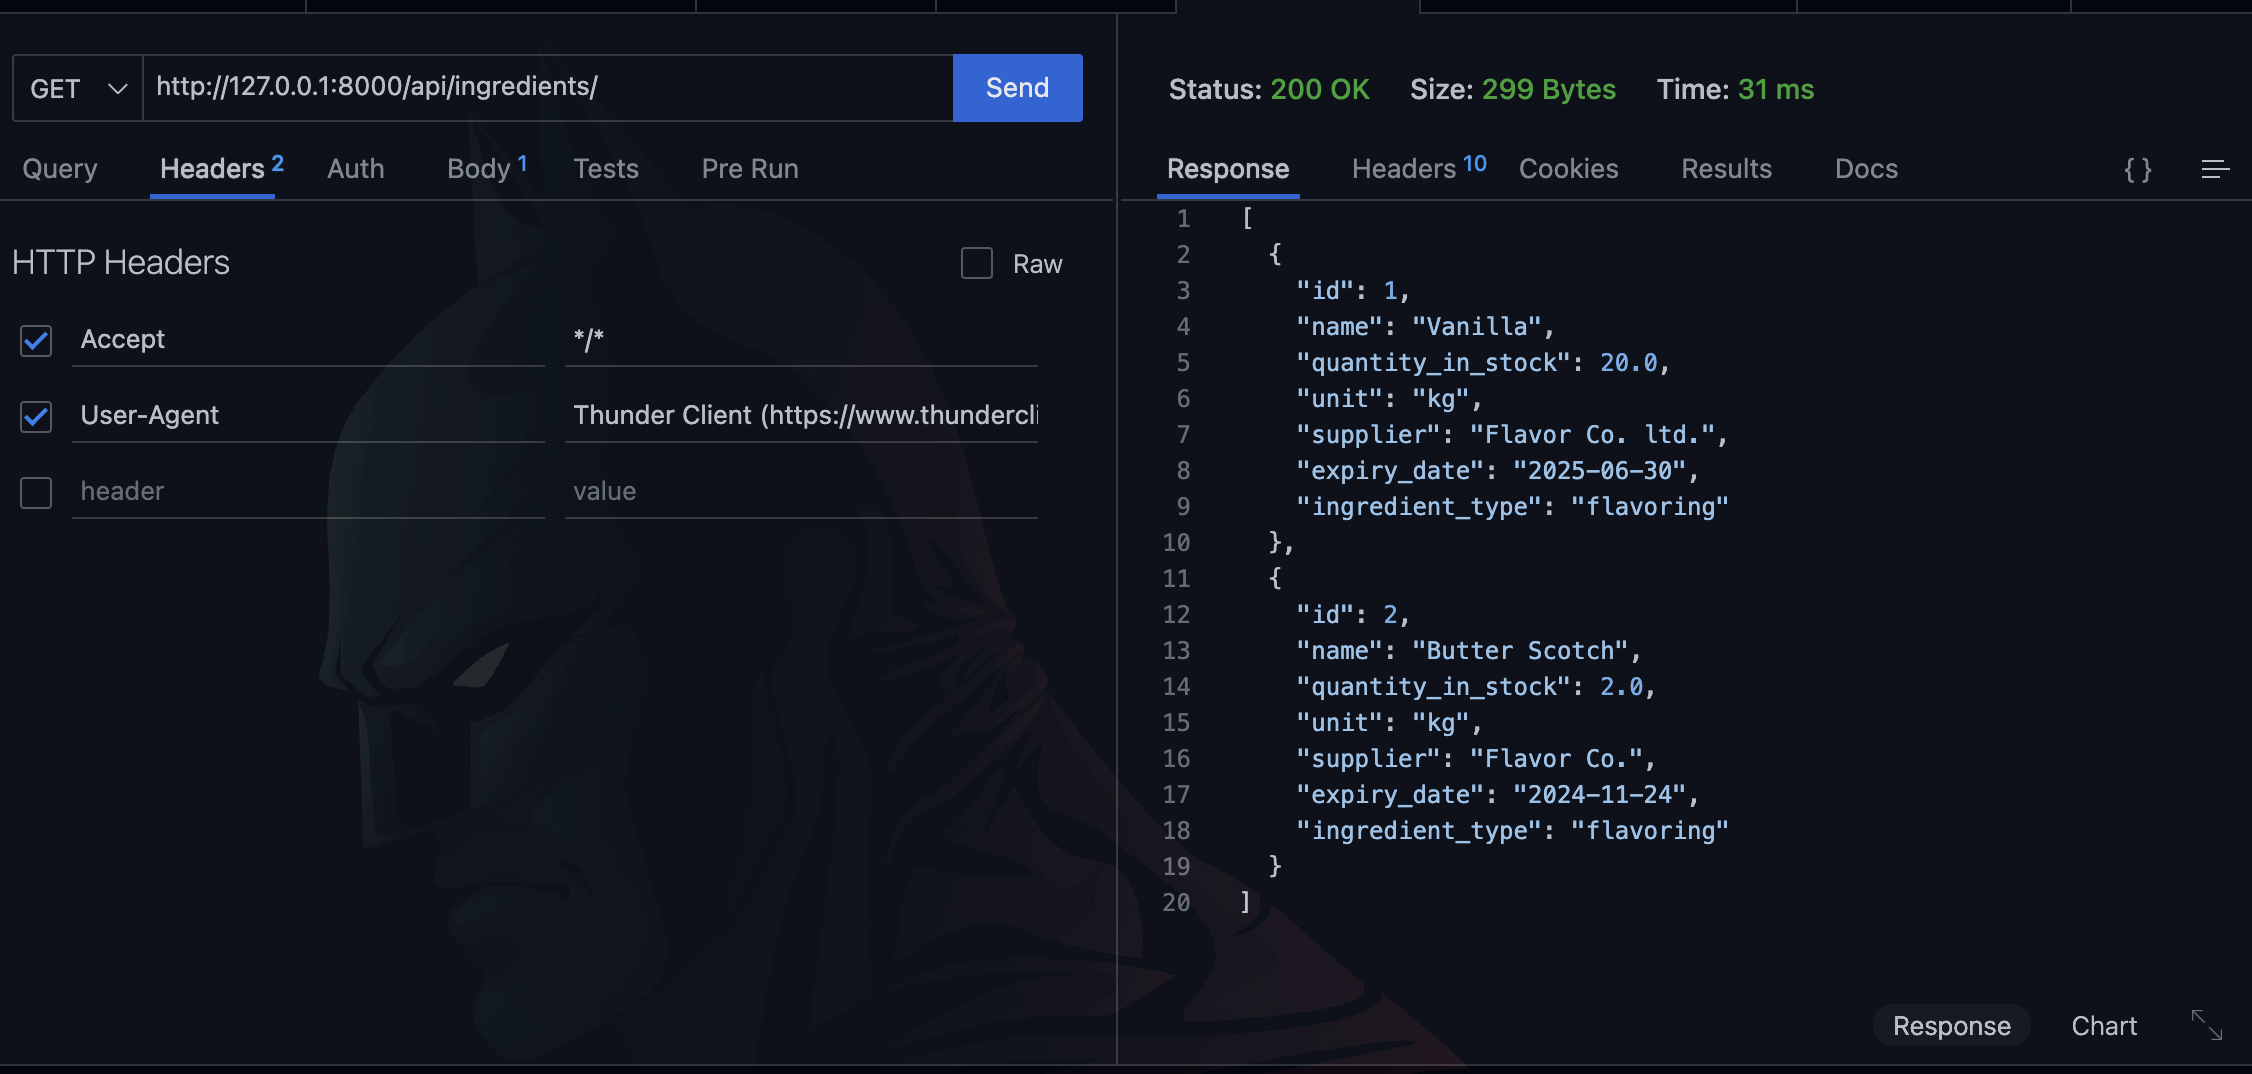 GET http://127.0.0.1:8000/api/ingredients/ Send
Query Headers 2 Auth Body 1 Tests Pre Run
HTTP Headers Raw
Accept */*
User-Agent Thunder Client (https://www.thundercli
header value
Status: 200 OK Size: 299 Bytes Time: 31 ms
Response Headers 10 Cookies Results Docs {}
1 [
2 {
3 "id": 1,
4 "name": "Vanilla",
5 "quantity_in_stock": 20.0,
6 "unit": "kg",
7 "supplier": "Flavor Co. ltd.",
8 "expiry_date": "2025-06-30",
9 "ingredient_type": "flavoring"
10 },
11 {
12 "id": 2,
13 "name": "Butter Scotch",
14 "quantity_in_stock": 2.0,
15 "unit": "kg",
16 "supplier": "Flavor Co.",
17 "expiry_date": "2024-11-24",
18 "ingredient_type": "flavoring"
19 }
20 ]
Response Chart